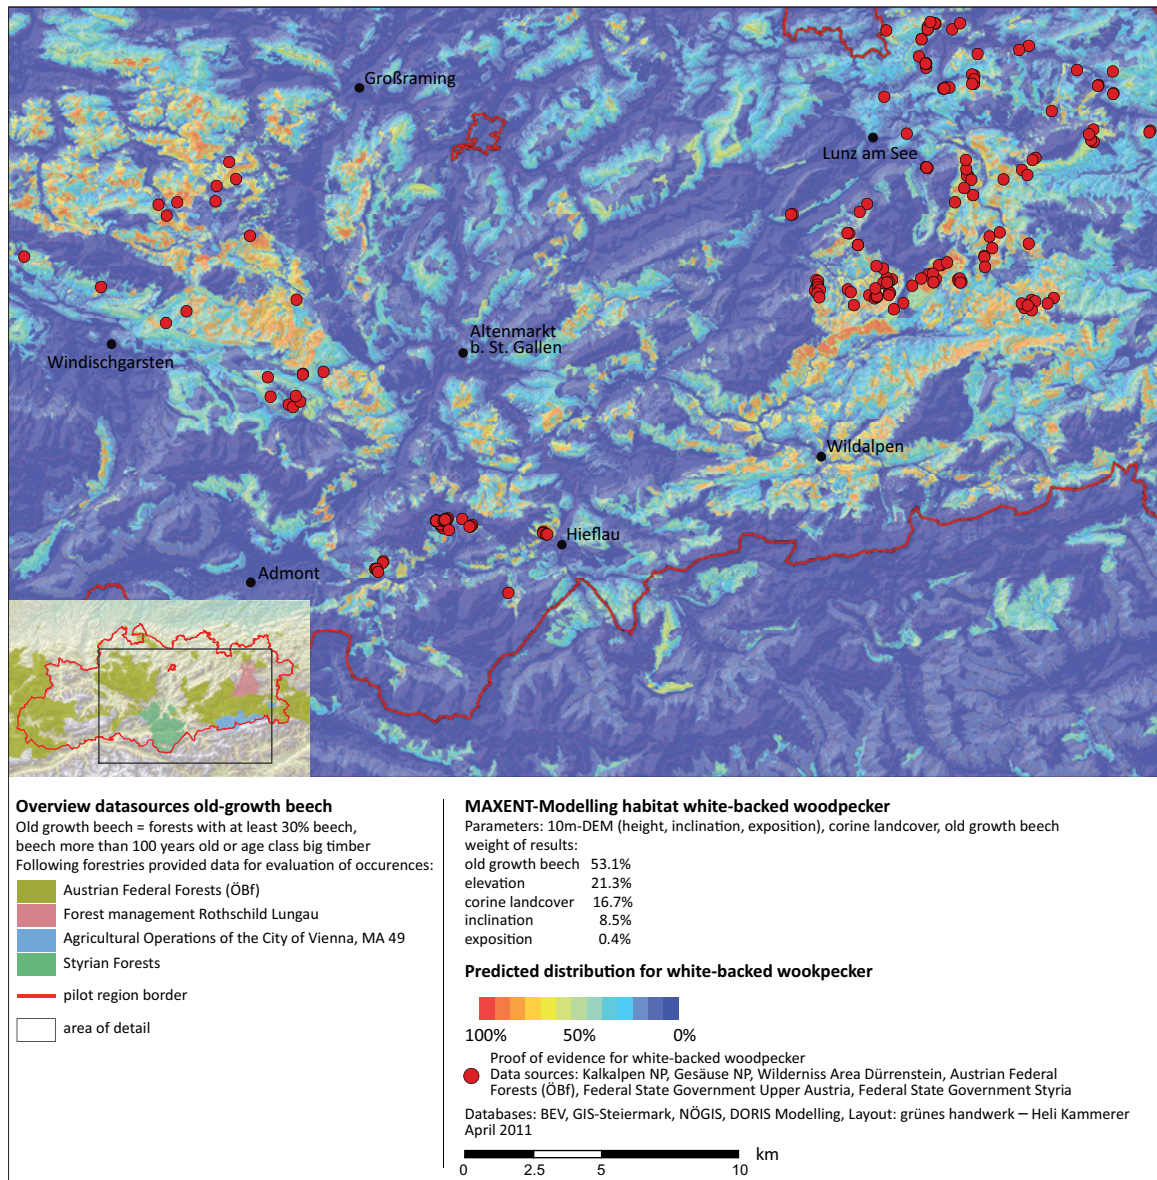 Großraming
Lunz am See
Altenmarkt
b. St. Gallen
Windischgarsten
Wildalpen
Hieflau
Admont
Overview datasources old-growth beech
Old growth beech = forests with at least 30% beech,
beech more than 100 years old or age class big timber
Following forestries provided data for evaluation of occurences:
Austrian Federal Forests (ÖBf)
Forest management Rothschild Lungau
Agricultural Operations of the City of Vienna, MA 49
Styrian Forests
pilot region border
area of detail
MAXENT-Modelling habitat white-backed woodpecker
Parameters: 10m-DEM (height, inclination, exposition), corine landcover, old growth beech
weight of results:
old growth beech 53.1%
elevation 21.3%
corine landcover 16.7%
inclination 8.5%
exposition 0.4%
Predicted distribution for white-backed wookpecker
100% 50% 0%
Proof of evidence for white-backed woodpecker
Data sources: Kalkalpen NP, Gesäuse NP, Wilderniss Area Dürrenstein, Austrian Federal
Forests (ÖBf), Federal State Government Upper Austria, Federal State Government Styria
Databases: BEV, GIS-Steiermark, NÖGIS, DORIS Modelling, Layout: grünes handwerk – Heli Kammerer
April 2011
km
0 2.5 5 10